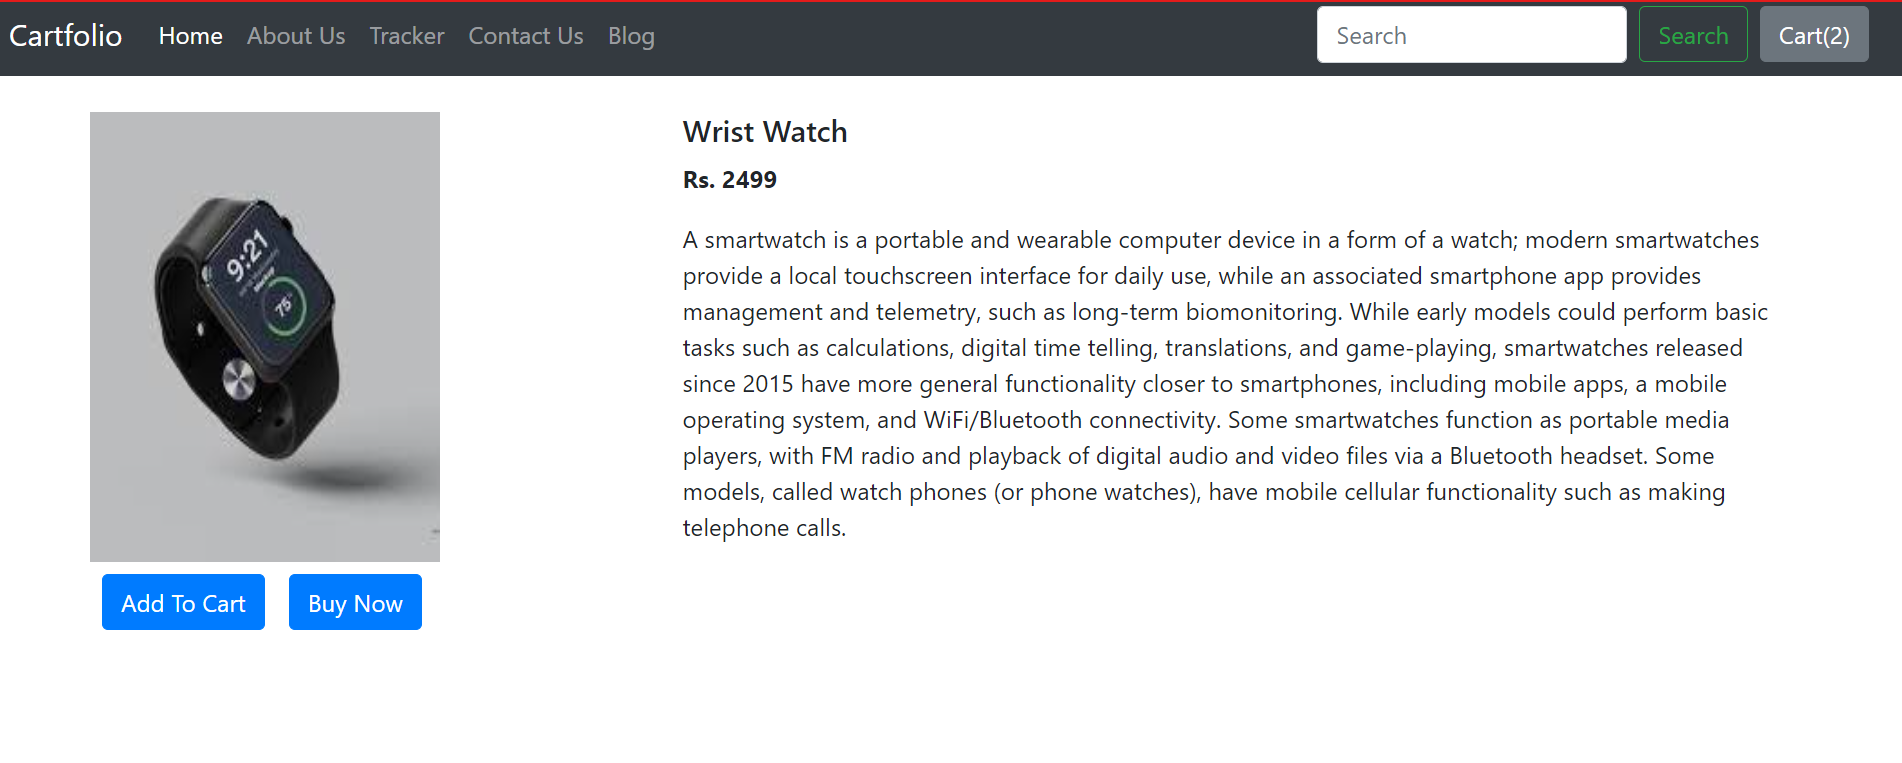 Cartfolio Home About Us Tracker Contact Us Blog Search Search Cart(2)
9:21
75°
Wrist Watch
Rs. 2499
A smartwatch is a portable and wearable computer device in a form of a watch; modern smartwatches
provide a local touchscreen interface for daily use, while an associated smartphone app provides
management and telemetry, such as long-term biomonitoring. While early models could perform basic
tasks such as calculations, digital time telling, translations, and game-playing, smartwatches released
since 2015 have more general functionality closer to smartphones, including mobile apps, a mobile
operating system, and WiFi/Bluetooth connectivity. Some smartwatches function as portable media
players, with FM radio and playback of digital audio and video files via a Bluetooth headset. Some
models, called watch phones (or phone watches), have mobile cellular functionality such as making
telephone calls.
Add To Cart Buy Now